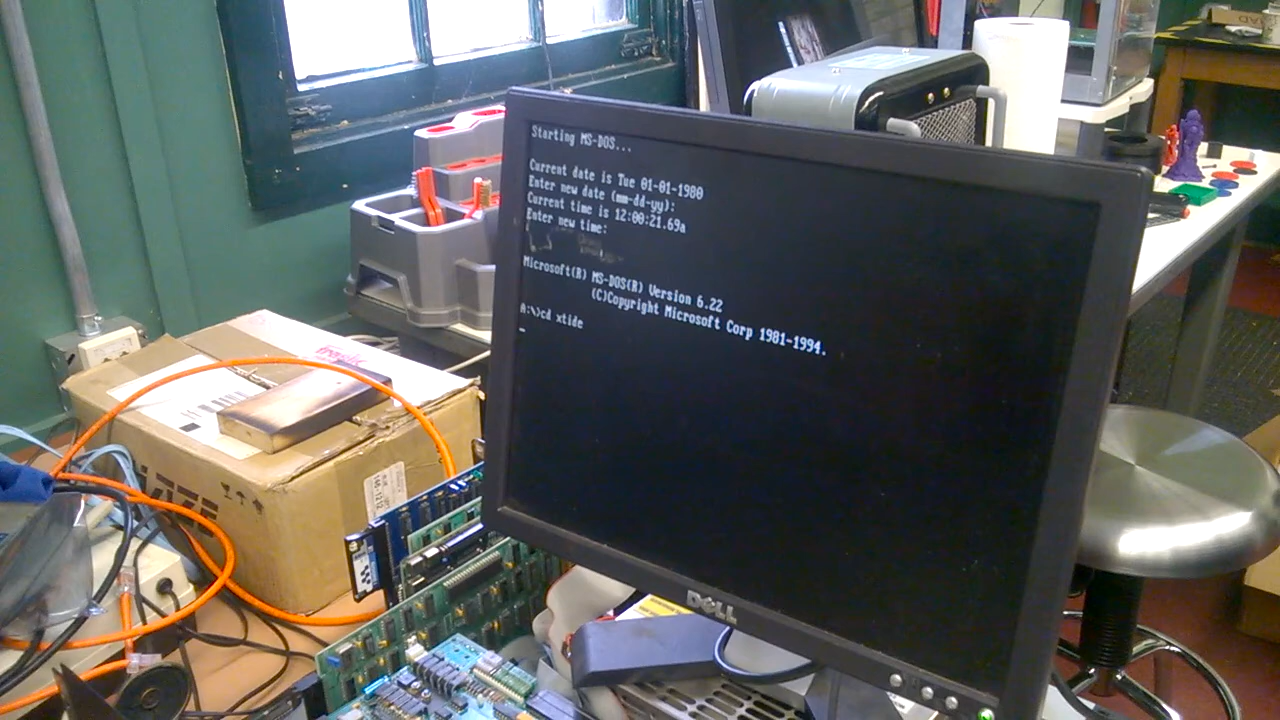 Starting MS-DOS...
Current date is Tue 01-01-1980
Enter new date (mm-dd-yy):
Current time is 12:00:21.69a
Enter new time:
Microsoft(R) MS-DOS(R) Version 6.22
(C)Copyright Microsoft Corp 1981-1994.
A:\>cd xtide
DELL